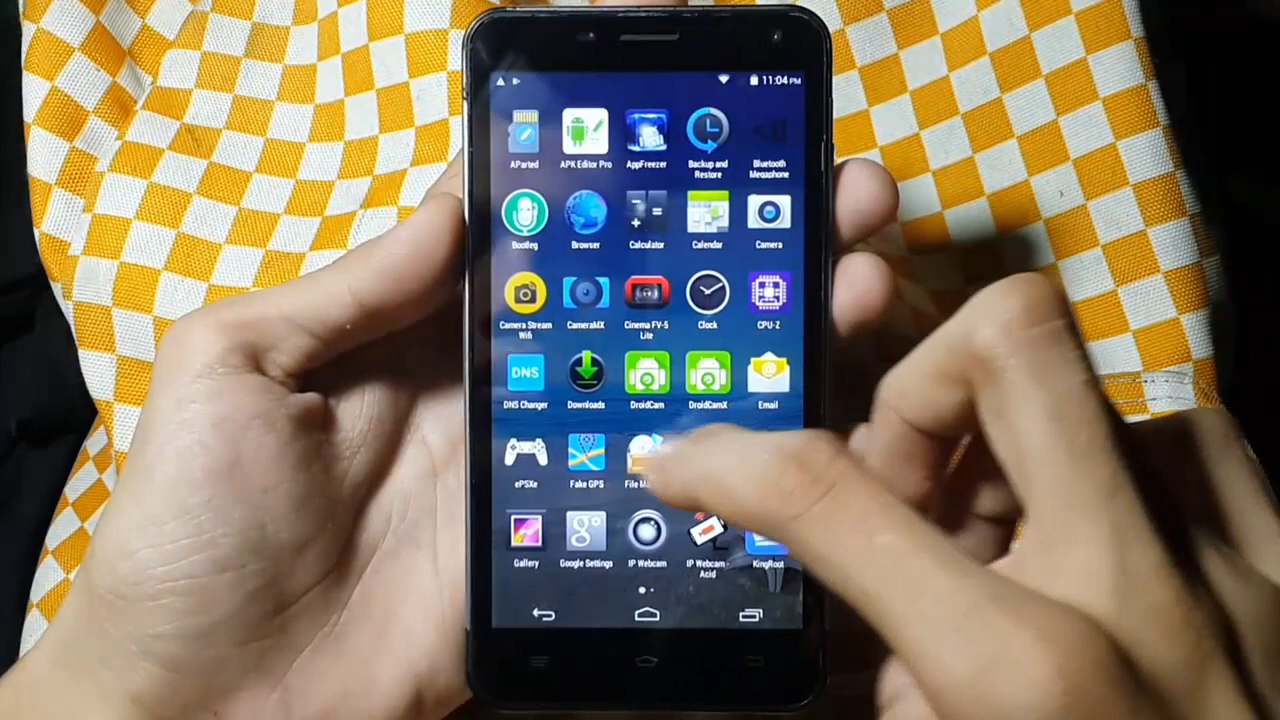 11:04 PM
AParted
APK Editor Pro
AppFreezer
Backup and
Restore
Bluetooth
Megaphone
Bootleg
Browser
Calculator
Calendar
Camera
Camera Stream
Wifi
CameraMX
Cinema FV-5
Lite
Clock
CPU-Z
DNS
DNS Changer
Downloads
DroidCam
DroidCamX
Email
ePSXe
Fake GPS
File
Gallery
Google Settings
IP Webcam
IP Webcam -
Acid
KingRoot